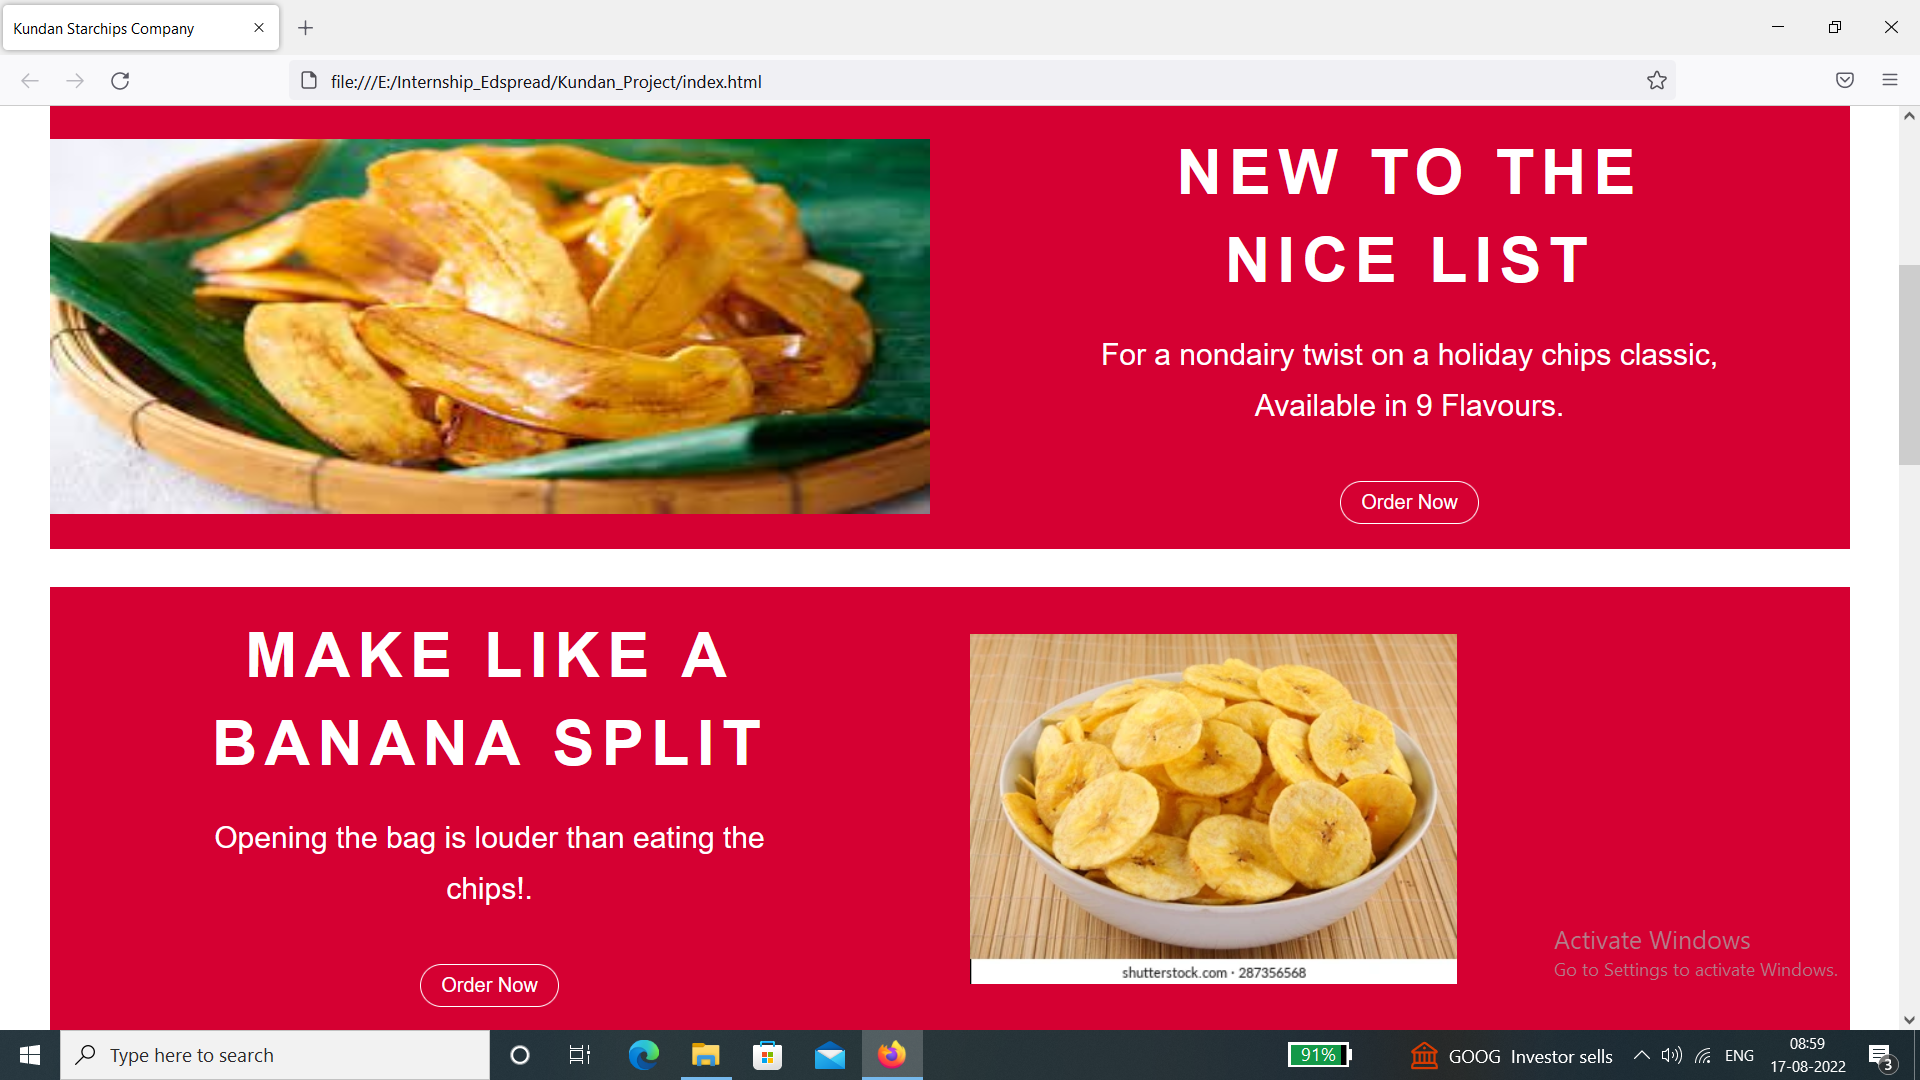 Kundan Starchips Company
file:///E:/Internship_Edspread/Kundan_Project/index.html
NEW TO THE
NICE LIST
For a nondairy twist on a holiday chips classic,
Available in 9 Flavours.
Order Now
MAKE LIKE A
BANANA SPLIT
Opening the bag is louder than eating the
chips!.
Order Now
shutterstock.com · 287356568
Activate Windows
Go to Settings to activate Windows.
Type here to search
91%
GOOG Investor sells
ENG
08:59
17-08-2022
3